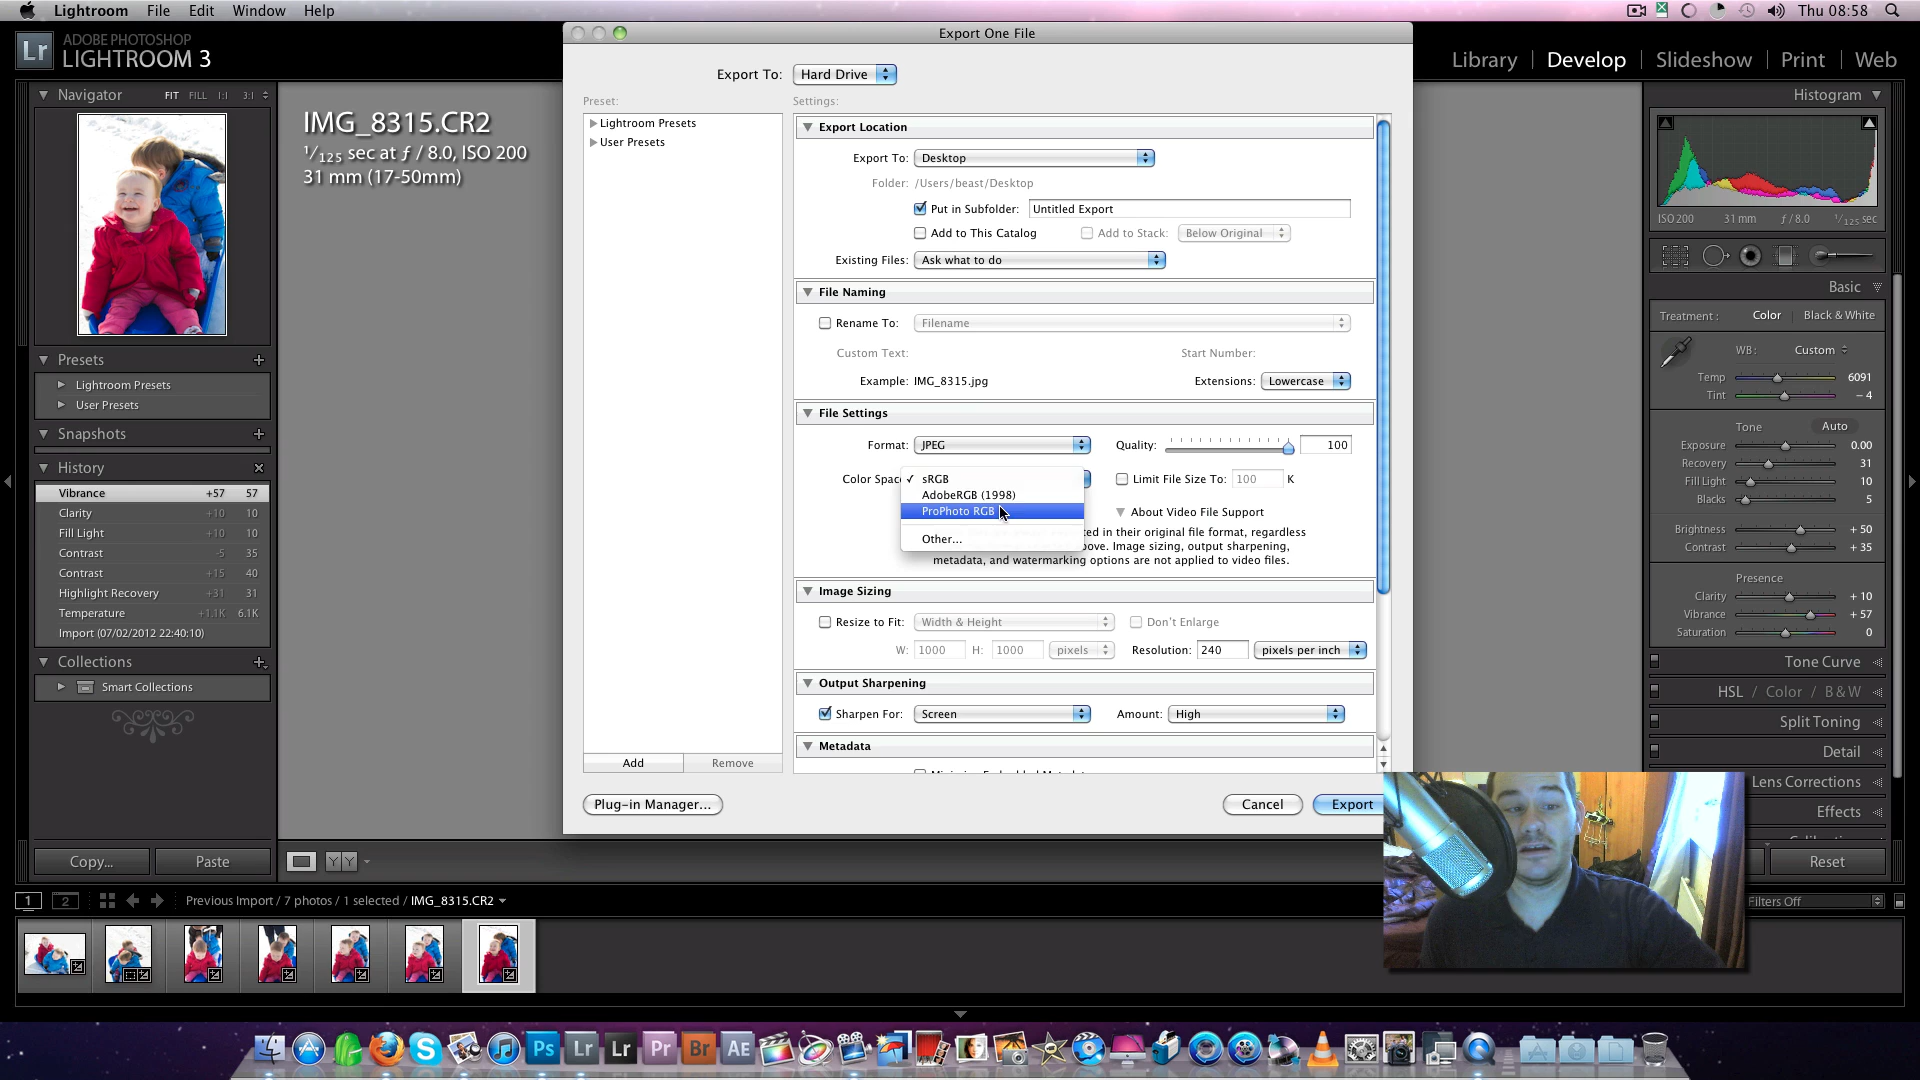 Lightroom File Edit Window Help
Thu 08:58
ADOBE PHOTOSHOP
Lr LIGHTROOM 3
Library | Develop | Slideshow | Print | Web
Navigator FIT FILL 1:1 3:1
Presets
Lightroom Presets
User Presets
Snapshots
History
Vibrance +57 57
Clarity +10 10
Fill Light +10 10
Contrast -5 35
Contrast +15 40
Highlight Recovery +31 31
Temperature +1.1K 6.1K
Import (07/02/2012 22:40:10)
Collections
Smart Collections
Copy... Paste
IMG_8315.CR2
1/125 sec at ƒ / 8.0, ISO 200
31 mm (17-50mm)
Export One File
Export To: Hard Drive
Preset:
Lightroom Presets
User Presets
Add Remove
Settings:
Export Location
Export To: Desktop
Folder: /Users/beast/Desktop
Put in Subfolder: Untitled Export
Add to This Catalog Add to Stack: Below Original
Existing Files: Ask what to do
File Naming
Rename To: Filename
Custom Text: Start Number:
Example: IMG_8315.jpg Extensions: Lowercase
File Settings
Format: JPEG Quality: 100
Color Space ✓ sRGB Limit File Size To: 100 K
AdobeRGB (1998)
ProPhoto RGB
Other...
About Video File Support
ted in their original file format, regardless
ove. Image sizing, output sharpening,
metadata, and watermarking options are not applied to video files.
Image Sizing
Resize to Fit: Width & Height Don't Enlarge
W: 1000 H: 1000 pixels Resolution: 240 pixels per inch
Output Sharpening
Sharpen For: Screen Amount: High
Metadata
Plug-in Manager... Cancel Export
Histogram
ISO 200 31 mm ƒ / 8.0 1/125 sec
Basic
Treatment : Color Black & White
WB: Custom
Temp 6091
Tint – 4
Tone Auto
Exposure 0.00
Recovery 31
Fill Light 10
Blacks 5
Brightness + 50
Contrast + 35
Presence
Clarity + 10
Vibrance + 57
Saturation 0
Tone Curve
HSL / Color / B & W
Split Toning
Detail
Lens Corrections
Effects
Reset
1 2 Previous Import / 7 photos / 1 selected / IMG_8315.CR2
Filters Off
Ps Lr Lr Pr Br AE